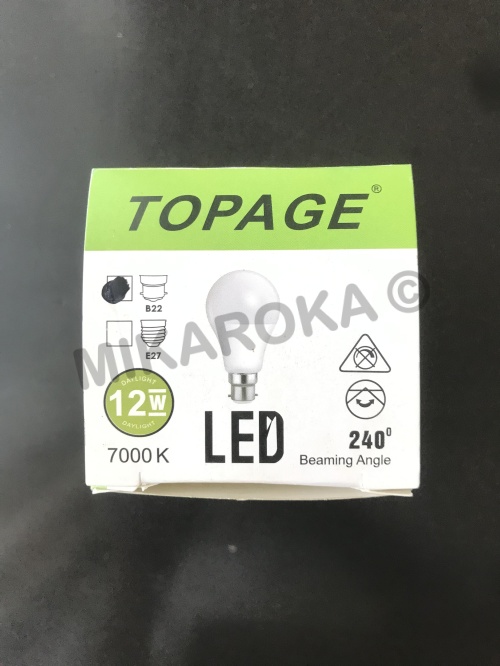 TOPAGE®
B22
E27
MIKAROKA ©
DAYLIGHT
12W
DAYLIGHT
7000 K
LED
240°
Beaming Angle